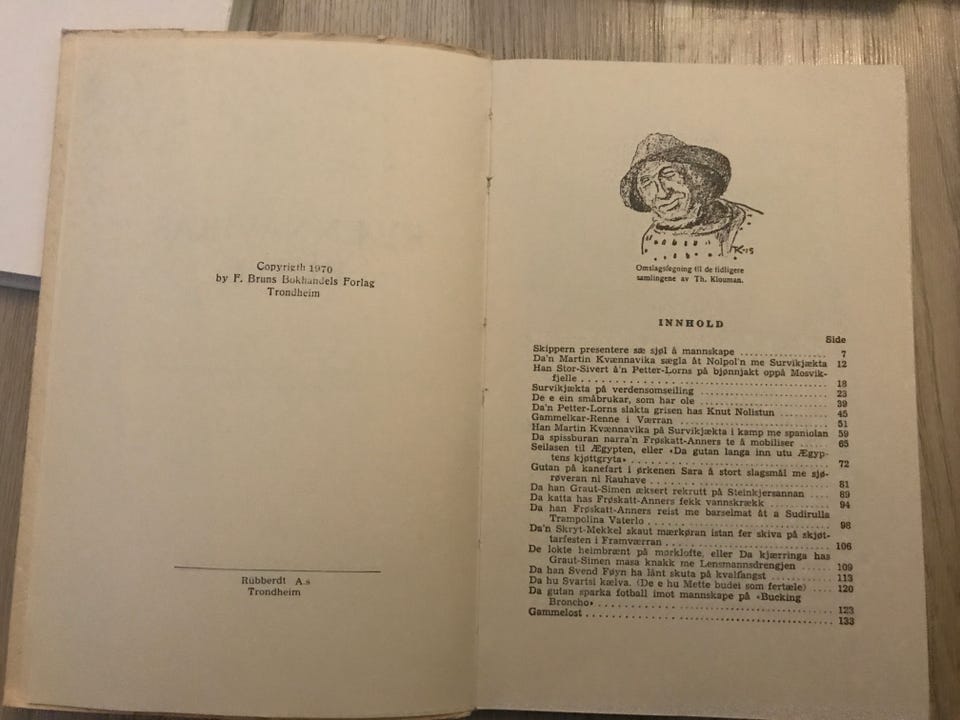 Copyrigth 1970
by F. Bruns Bokhandels Forlag
Trondheim
Rübberdt A.s
Trondheim
K-15
Omslagstegning til de tidligere
samlingene av Th. Klouman.
INNHOLD
Side
Skippern presentere sæ sjøl å mannskape .................. 7
Da'n Martin Kvænnavika sægla åt Nolpol'n me Survikjækta 12
Han Stor-Sivert å'n Petter-Lorns på bjønnjakt oppå Mosvik-
fjelle .................. 18
Survikjækta på verdensomseiling .................. 23
De e ein småbrukar, som har ole .................. 39
Da'n Petter-Lorns slakta grisen has Knut Nolistun .......... 45
Gammelkar-Renne i Værran .................. 51
Han Martin Kvænnavika på Survikjækta i kamp me spaniolan 59
Da spissburan narra'n Frøskatt-Anners te å mobiliser ...... 65
Seilasen til Ægypten, eller «Da gutan langa inn utu Ægyp-
tens kjøttgryta» .................. 72
Gutan på kanefart i ørkenen Sara å stort slagsmål me sjø-
røveran ni Rauhave .................. 81
Da han Graut-Simen æksert rekrutt på Steinkjersannan .... 89
Da katta has Frøskatt-Anners fekk vannskrækk .......... 94
Da han Frøskatt-Anners reist me barselmat åt a Sudirulla
Trampolina Vaterlo .................. 98
Da'n Skryt-Mekkel skaut mærkøran istan fer skiva på skjøt-
tarfesten i Framværran .................. 106
De lokte heimbrænt på mørklofte, eller Da kjærringa has
Graut-Simen masa knakk me Lensmannsdrengjen ...... 109
Da han Svend Føyn ha lånt skuta på kvalfangst .......... 113
Da hu Svartsi kælva. (De e hu Mette budei som fertæle) .... 120
Da gutan sparka fotball imot mannskape på «Bucking
Broncho» .................. 123
Gammelost .................. 133